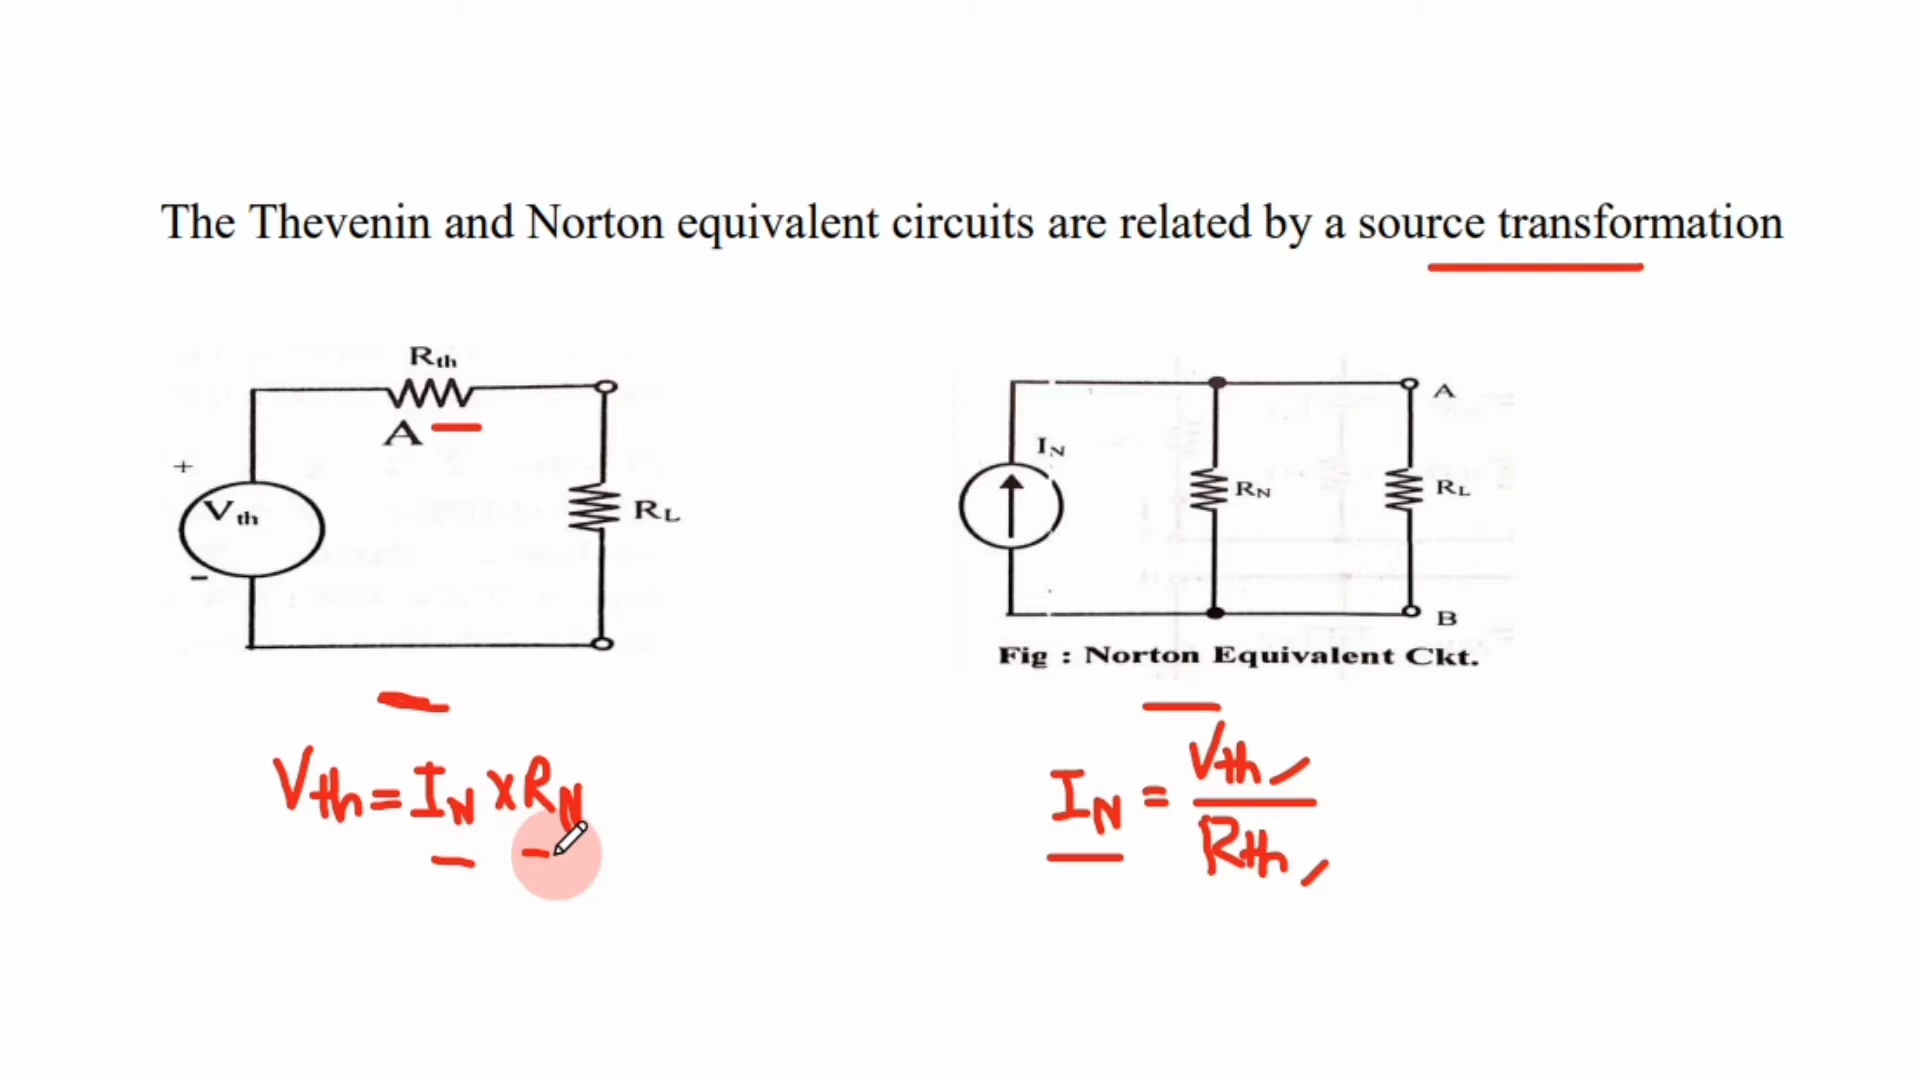 The Thevenin and Norton equivalent circuits are related by a source transformation
Rth
A
+
Vth
-
RL
IN
RN
RL
A
B
Fig : Norton Equivalent Ckt.
Vth = IN x RN
IN = Vth / Rth